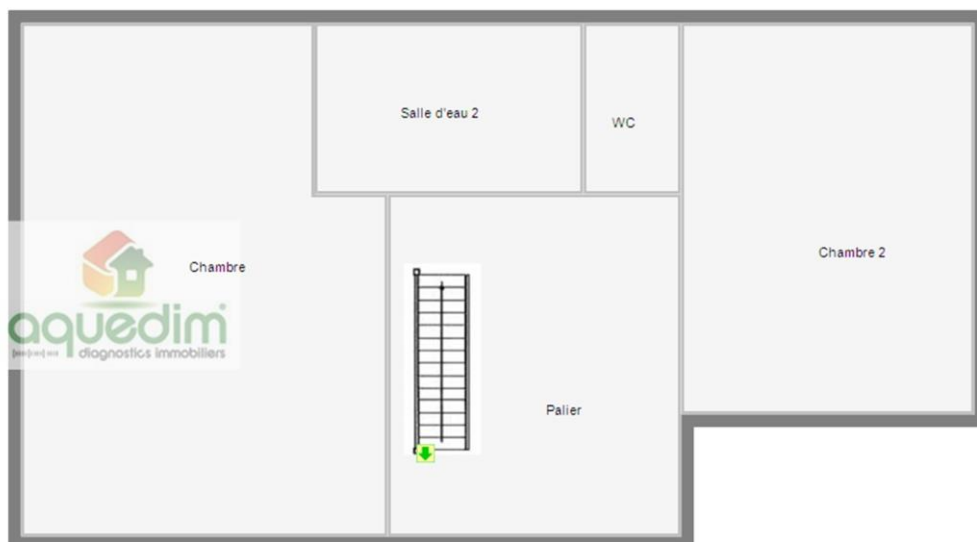 Salle d'eau 2
WC
Chambre
Chambre 2
aquedim
diagnostics immobiliers
Palier